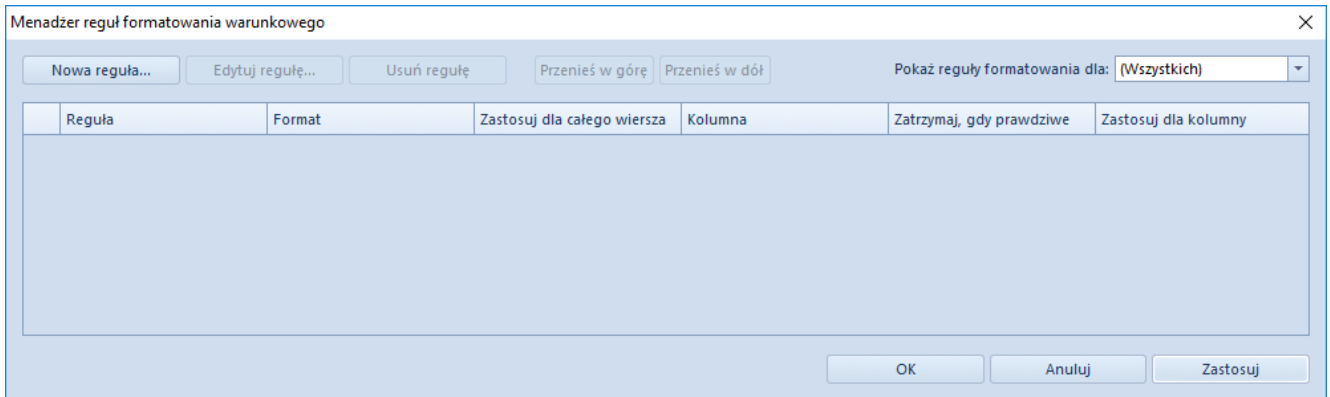 Menadżer reguł formatowania warunkowego
Nowa reguła... Edytuj regułę... Usuń regułę Przenieś w górę Przenieś w dół Pokaż reguły formatowania dla: (Wszystkich)
Reguła Format Zastosuj dla całego wiersza Kolumna Zatrzymaj, gdy prawdziwe Zastosuj dla kolumny
OK Anuluj Zastosuj